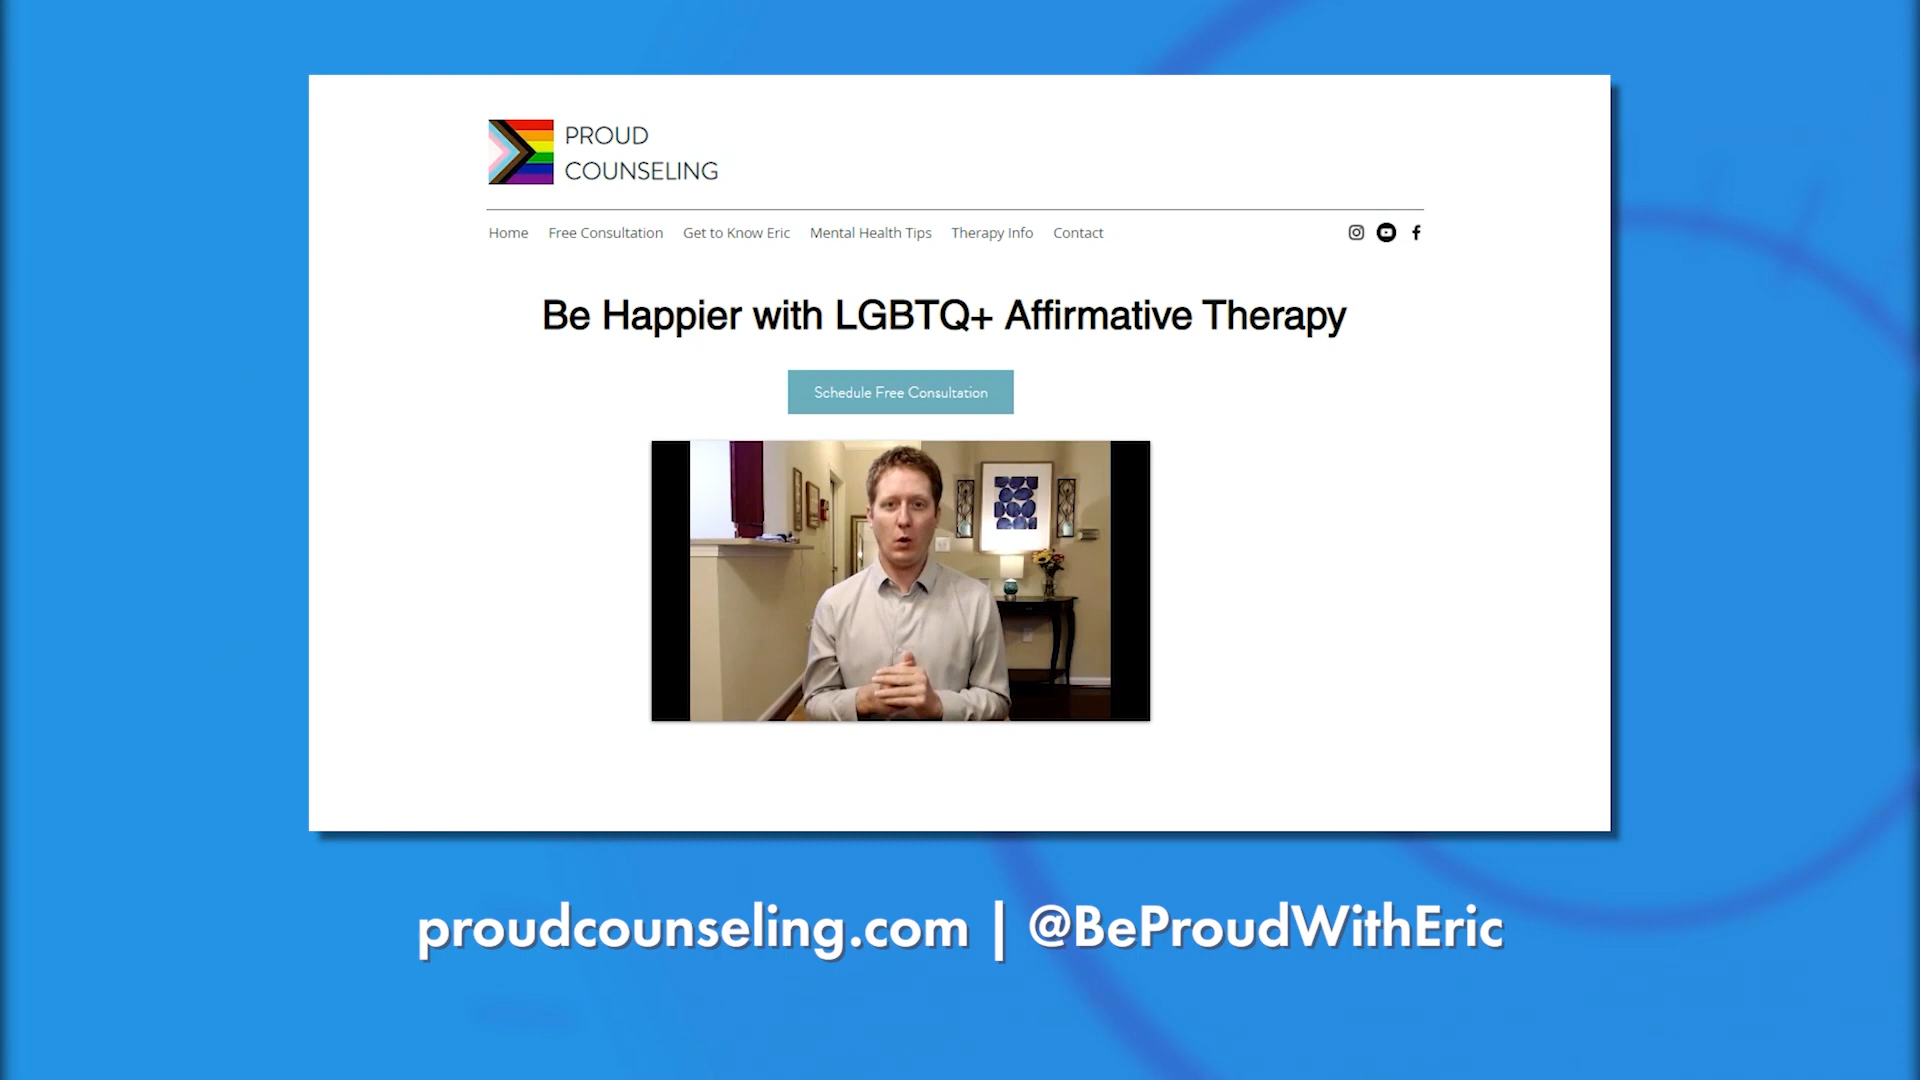 PROUD
COUNSELING
Home Free Consultation Get to Know Eric Mental Health Tips Therapy Info Contact
Be Happier with LGBTQ+ Affirmative Therapy
Schedule Free Consultation
proudcounseling.com | @BeProudWithEric